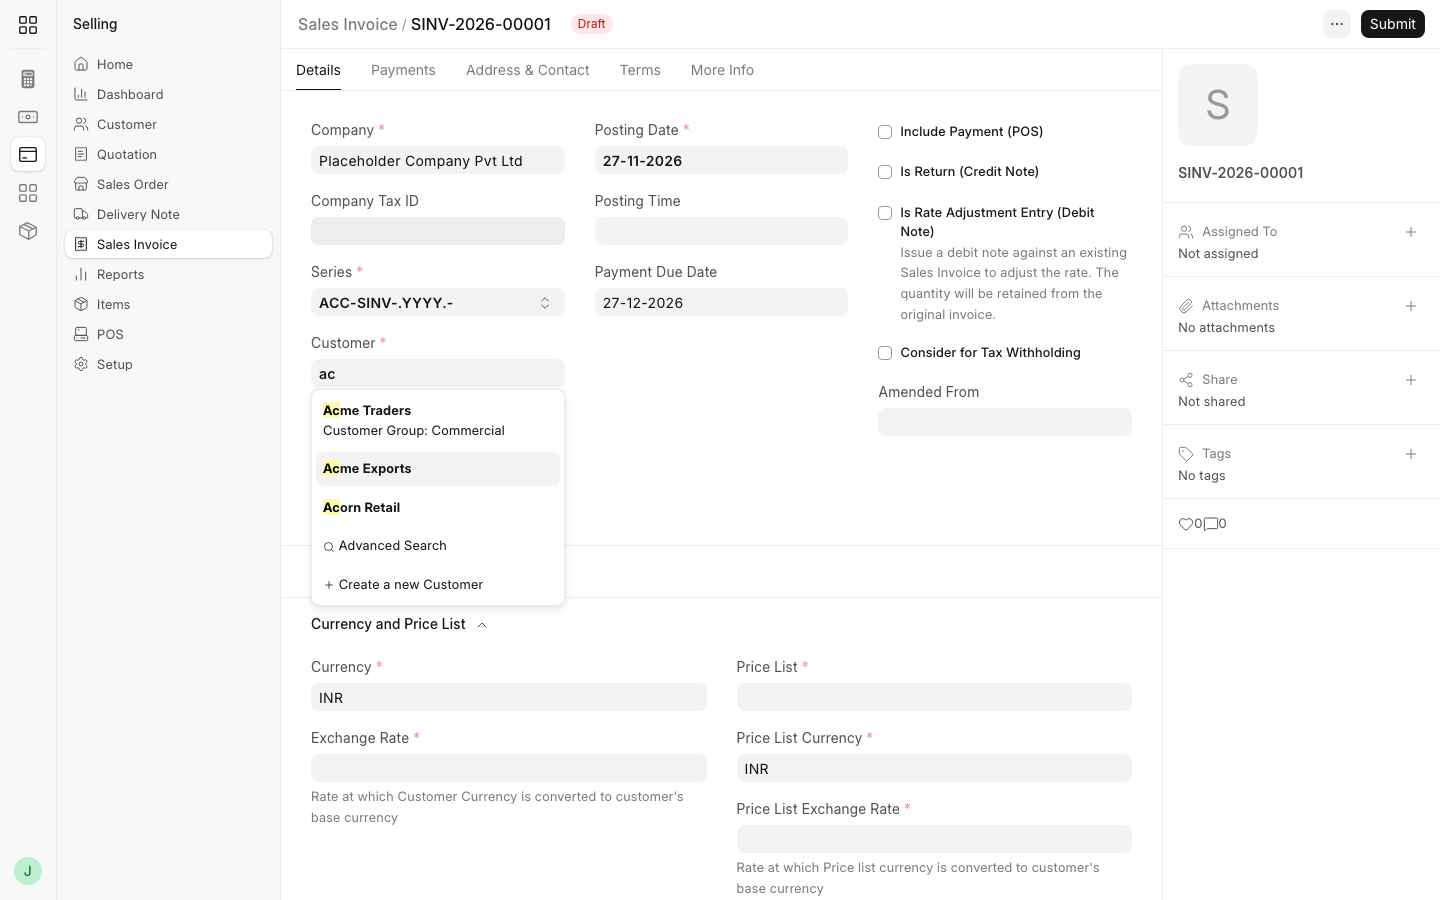 Selling
Home
Dashboard
Customer
Quotation
Sales Order
Delivery Note
Sales Invoice
Reports
Items
POS
Setup
J
Sales Invoice / SINV-2026-00001
Draft
Submit
Details
Payments
Address & Contact
Terms
More Info
Company *
Placeholder Company Pvt Ltd
Company Tax ID
Series *
ACC-SINV-.YYYY.-
Customer *
ac
Acme Traders
Customer Group: Commercial
Acme Exports
Acorn Retail
Advanced Search
Create a new Customer
Posting Date *
27-11-2026
Posting Time
Payment Due Date
27-12-2026
Include Payment (POS)
Is Return (Credit Note)
Is Rate Adjustment Entry (Debit
Note)
Issue a debit note against an existing
Sales Invoice to adjust the rate. The
quantity will be retained from the
original invoice.
Consider for Tax Withholding
Amended From
Currency and Price List
Currency *
INR
Exchange Rate *
Rate at which Customer Currency is converted to customer's
base currency
Price List *
Price List Currency *
INR
Price List Exchange Rate *
Rate at which Price list currency is converted to customer's
base currency
S
SINV-2026-00001
Assigned To
Not assigned
Attachments
No attachments
Share
Not shared
Tags
No tags
0
0